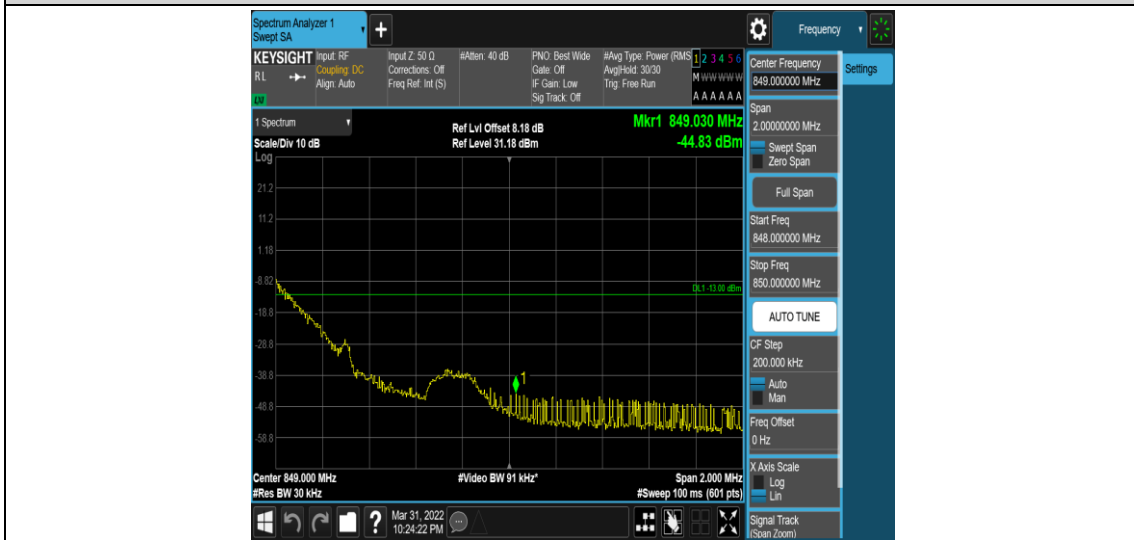 Spectrum Analyzer 1
Swept SA
+
Frequency
KEYSIGHT Input: RF Input Z: 50 Ω #Atten: 40 dB PNO: Best Wide #Avg Type: Power (RMS 1 2 3 4 5 6
RL Coupling: DC Corrections: Off Gate: Off Avg|Hold: 30/30 M W W W W W
Align: Auto Freq Ref: Int (S) IF Gain: Low Trig: Free Run
Sig Track: Off A A A A A A
Center Frequency
849.000000 MHz
Settings
1 Spectrum
Ref Lvl Offset 8.18 dB
Mkr1 849.030 MHz
Scale/Div 10 dB
Ref Level 31.18 dBm
-44.83 dBm
Log
21.2
11.2
1.18
-8.82
DL1 -13.00 dBm
-18.8
-28.8
-38.8
1
-48.8
-58.8
Center 849.000 MHz #Video BW 91 kHz* Span 2.000 MHz
#Res BW 30 kHz #Sweep 100 ms (601 pts)
Span
2.00000000 MHz
Swept Span
Zero Span
Full Span
Start Freq
848.000000 MHz
Stop Freq
850.000000 MHz
AUTO TUNE
CF Step
200.000 kHz
Auto
Man
Freq Offset
0 Hz
X Axis Scale
Log
Lin
Signal Track
(Span Zoom)
?
Mar 31, 2022
10:24:22 PM